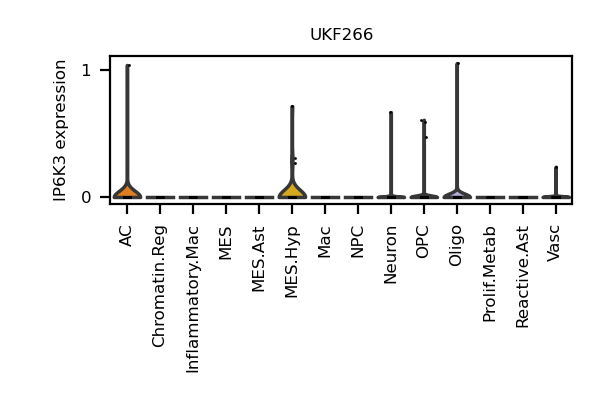 UKF266
IP6K3 expression
1
0
AC
Chromatin.Reg
Inflammatory.Mac
MES
MES.Ast
MES.Hyp
Mac
NPC
Neuron
OPC
Oligo
Prolif.Metab
Reactive.Ast
Vasc